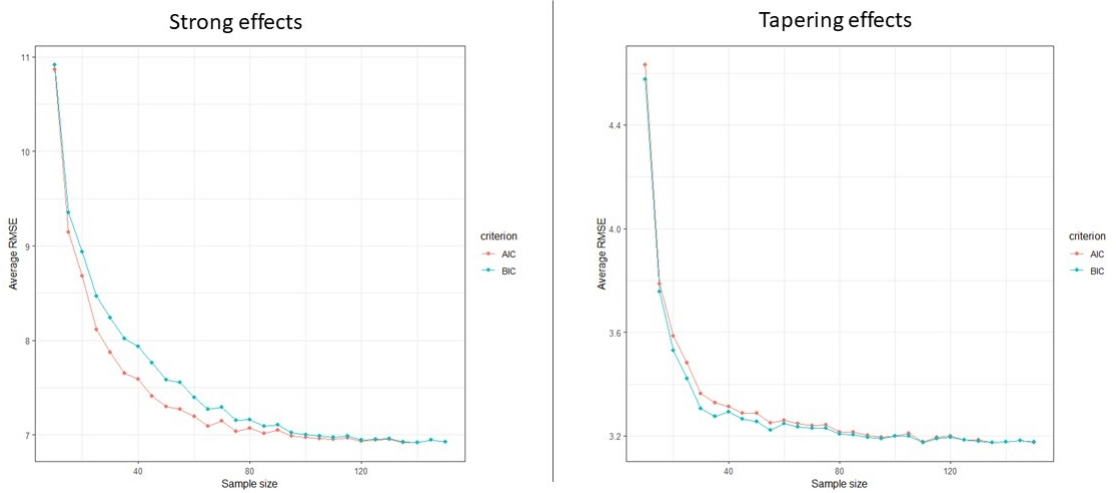 Strong effects
11
10
9
8
7
Average RMSE
40
80
120
Sample size
criterion
AIC
BIC
Tapering effects
4.4
4.0
3.6
3.2
Average RMSE
40
80
120
Sample size
criterion
AIC
BIC